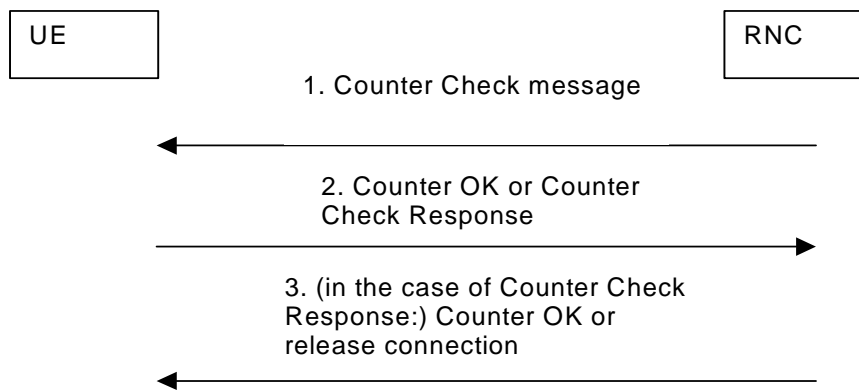 UE
RNC
1. Counter Check message
2. Counter OK or Counter
Check Response
3. (in the case of Counter Check
Response:) Counter OK or
release connection